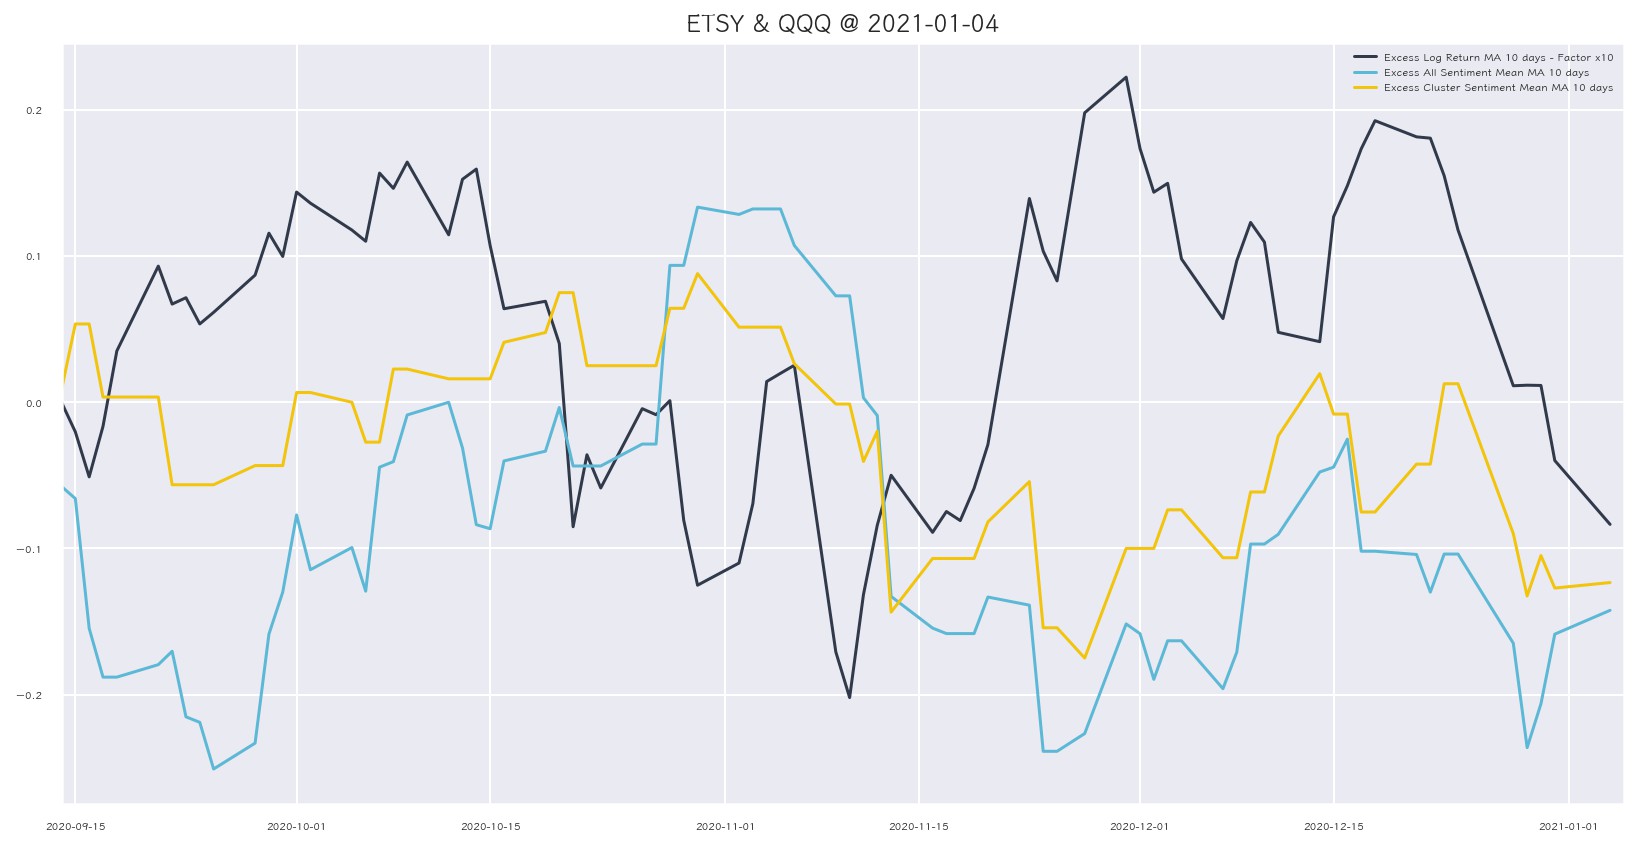 ETSY & QQQ @ 2021-01-04
Excess Log Return MA 10 days - Factor x10
Excess All Sentiment Mean MA 10 days
Excess Cluster Sentiment Mean MA 10 days
0.2
0.1
0.0
−0.1
−0.2
2020-09-15 2020-10-01 2020-10-15 2020-11-01 2020-11-15 2020-12-01 2020-12-15 2021-01-01